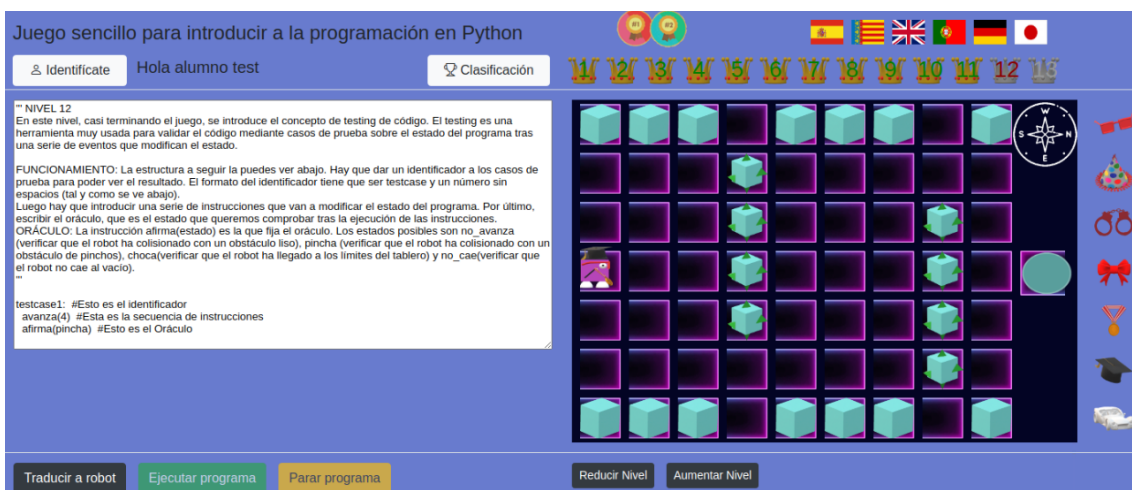 Juego sencillo para introducir a la programación en Python
#1 #2
Identifícate Hola alumno test Clasificación
1 2 3 4 5 6 7 8 9 10 11 12 13
''' NIVEL 12
En este nivel, casi terminando el juego, se introduce el concepto de testing de código. El testing es una
herramienta muy usada para validar el código mediante casos de prueba sobre el estado del programa tras
una serie de eventos que modifican el estado.
FUNCIONAMIENTO: La estructura a seguir la puedes ver abajo. Hay que dar un identificador a los casos de
prueba para poder ver el resultado. El formato del identificador tiene que ser testcase y un número sin
espacios (tal y como se ve abajo).
Luego hay que introducir una serie de instrucciones que van a modificar el estado del programa. Por último,
escribir el oráculo, que es el estado que queremos comprobar tras la ejecución de las instrucciones.
ORÁCULO: La instrucción afirma(estado) es la que fija el oráculo. Los estados posibles son no_avanza
(verificar que el robot ha colisionado con un obstáculo liso), pincha (verificar que el robot ha colisionado con un
obstáculo de pinchos), choca(verificar que el robot ha llegado a los límites del tablero) y no_cae(verificar que
el robot no cae al vacío).
'''
testcase1: #Esto es el identificador
avanza(4) #Esta es la secuencia de instrucciones
afirma(pincha) #Esto es el Oráculo
W
S N
E
Traducir a robot Ejecutar programa Parar programa
Reducir Nivel Aumentar Nivel